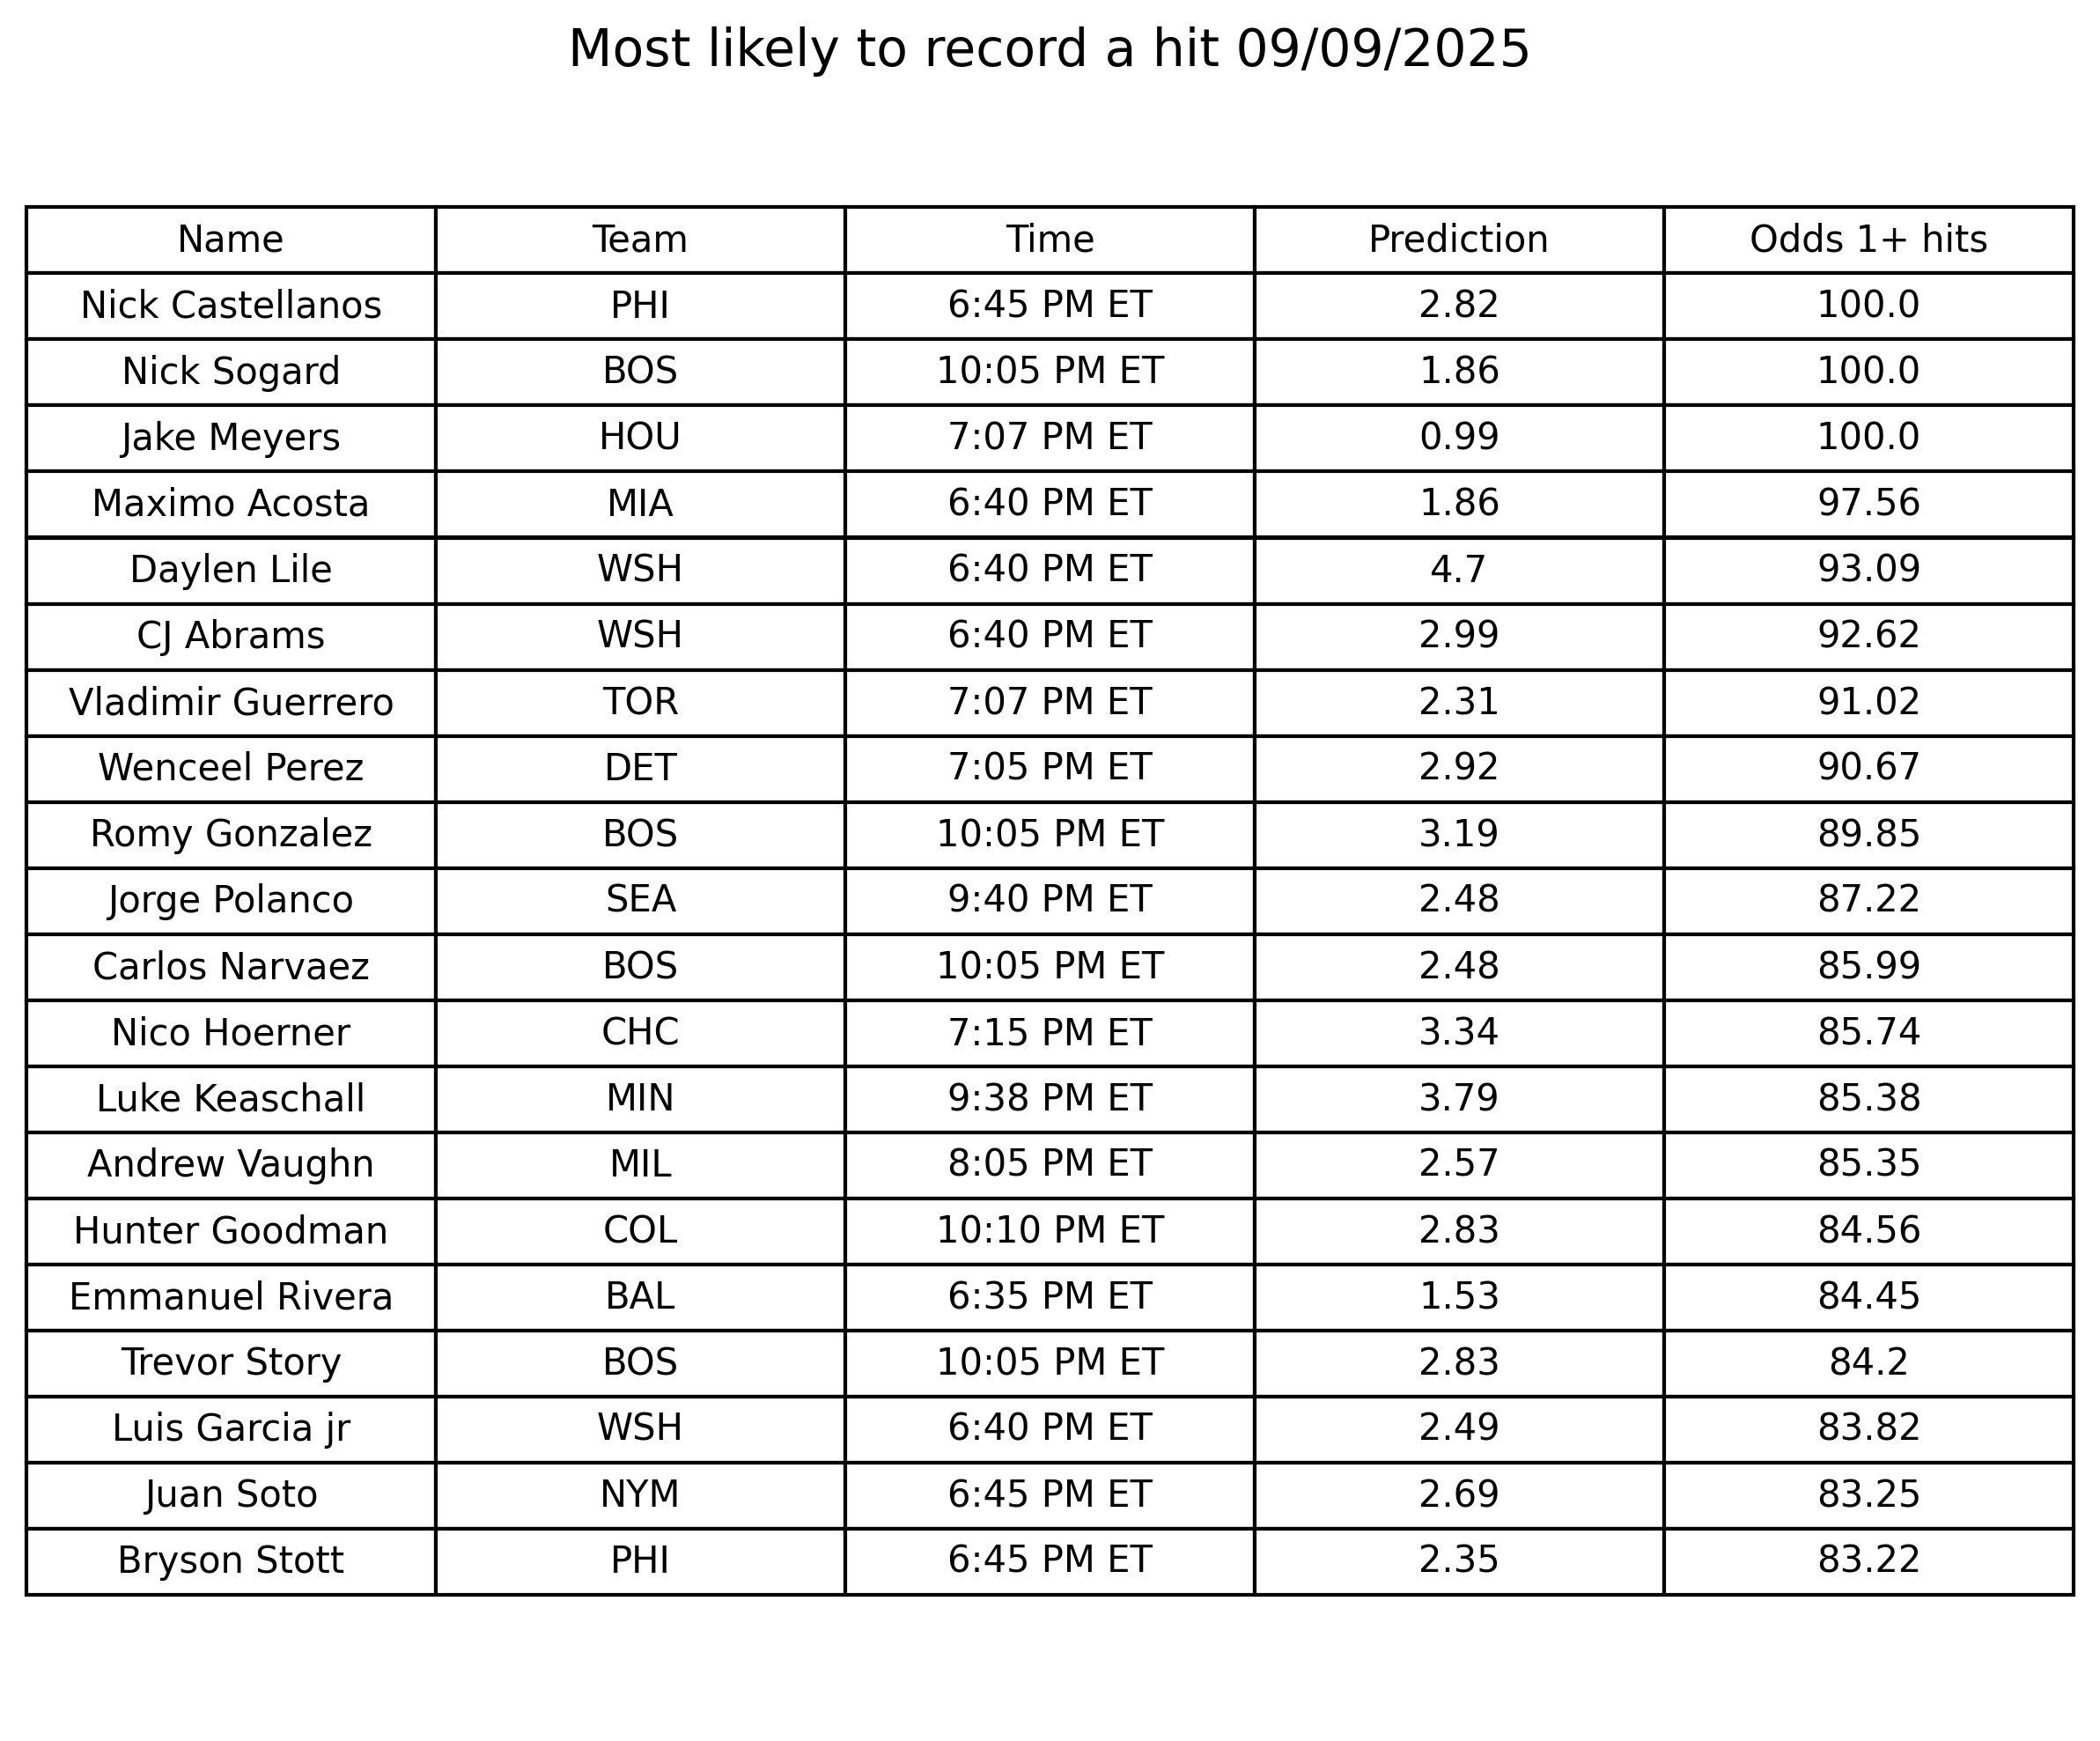 Most likely to record a hit 09/09/2025
Name Team Time Prediction Odds 1+ hits
Nick Castellanos PHI 6:45 PM ET 2.82 100.0
Nick Sogard BOS 10:05 PM ET 1.86 100.0
Jake Meyers HOU 7:07 PM ET 0.99 100.0
Maximo Acosta MIA 6:40 PM ET 1.86 97.56
Daylen Lile WSH 6:40 PM ET 4.7 93.09
CJ Abrams WSH 6:40 PM ET 2.99 92.62
Vladimir Guerrero TOR 7:07 PM ET 2.31 91.02
Wenceel Perez DET 7:05 PM ET 2.92 90.67
Romy Gonzalez BOS 10:05 PM ET 3.19 89.85
Jorge Polanco SEA 9:40 PM ET 2.48 87.22
Carlos Narvaez BOS 10:05 PM ET 2.48 85.99
Nico Hoerner CHC 7:15 PM ET 3.34 85.74
Luke Keaschall MIN 9:38 PM ET 3.79 85.38
Andrew Vaughn MIL 8:05 PM ET 2.57 85.35
Hunter Goodman COL 10:10 PM ET 2.83 84.56
Emmanuel Rivera BAL 6:35 PM ET 1.53 84.45
Trevor Story BOS 10:05 PM ET 2.83 84.2
Luis Garcia jr WSH 6:40 PM ET 2.49 83.82
Juan Soto NYM 6:45 PM ET 2.69 83.25
Bryson Stott PHI 6:45 PM ET 2.35 83.22